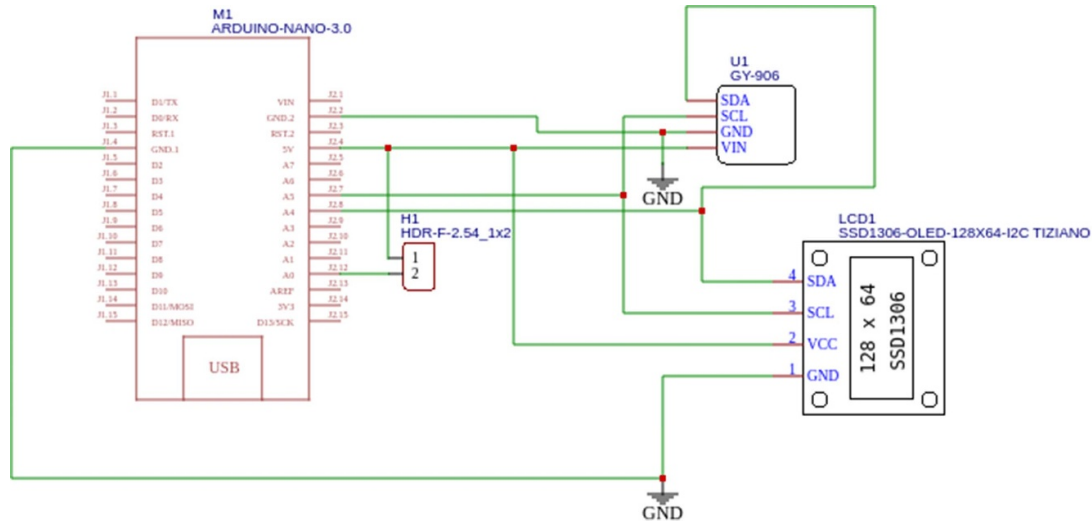 M1
ARDUINO-NANO-3.0
J1.1
D1/TX
VIN
J2.1
J1.2
D0/RX
GND.2
J2.2
J1.3
RST.1
RST.2
J2.3
J1.4
GND.1
5V
J2.4
J1.5
D2
A7
J2.5
J1.6
D3
A6
J2.6
J1.7
D4
A5
J2.7
J1.8
D5
A4
J2.8
J1.9
D6
A3
J2.9
J1.10
D7
A2
J2.10
J1.11
D8
A1
J2.11
J1.12
D9
A0
J2.12
J1.13
D10
AREF
J2.13
J1.14
D11/MOSI
3V3
J2.14
J1.15
D12/MISO
D13/SCK
J2.15
USB
U1
GY-906
SDA
SCL
GND
VIN
GND
H1
HDR-F-2.54_1x2
1
2
LCD1
SSD1306-OLED-128X64-I2C TIZIANO
4 SDA
3 SCL
2 VCC
1 GND
128 x 64
SSD1306
GND